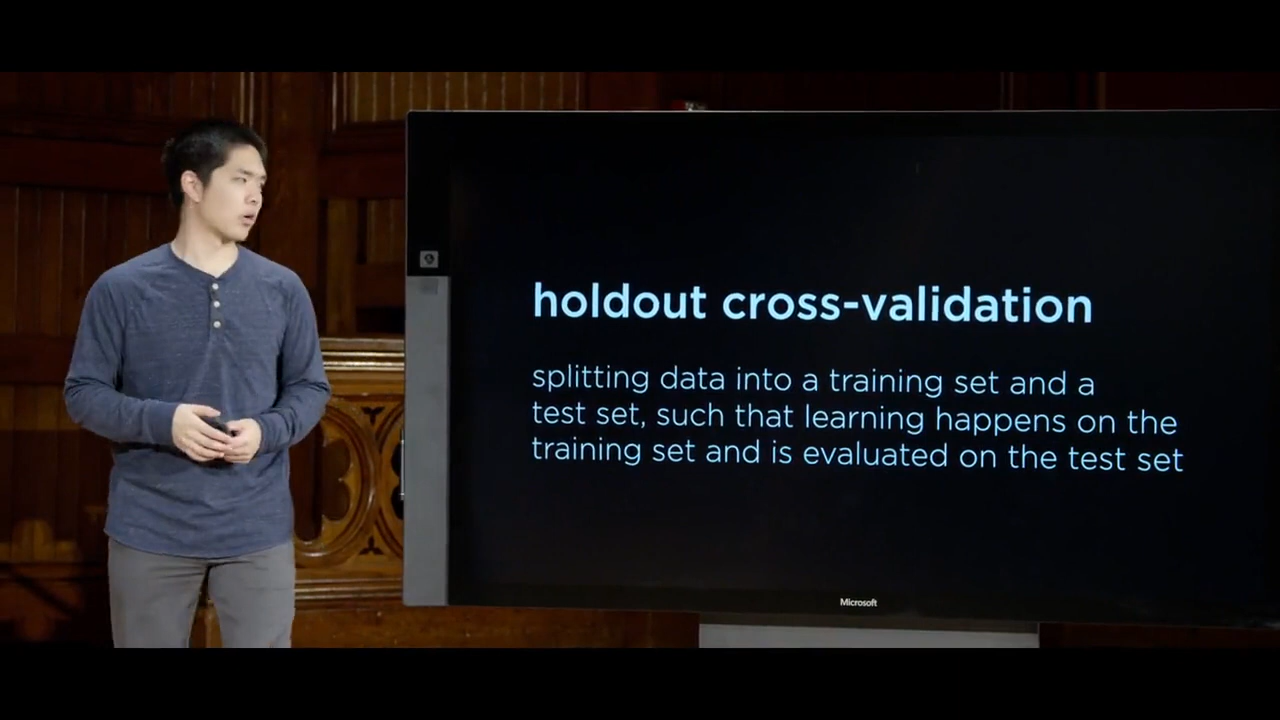 holdout cross-validation
splitting data into a training set and a
test set, such that learning happens on the
training set and is evaluated on the test set
Microsoft